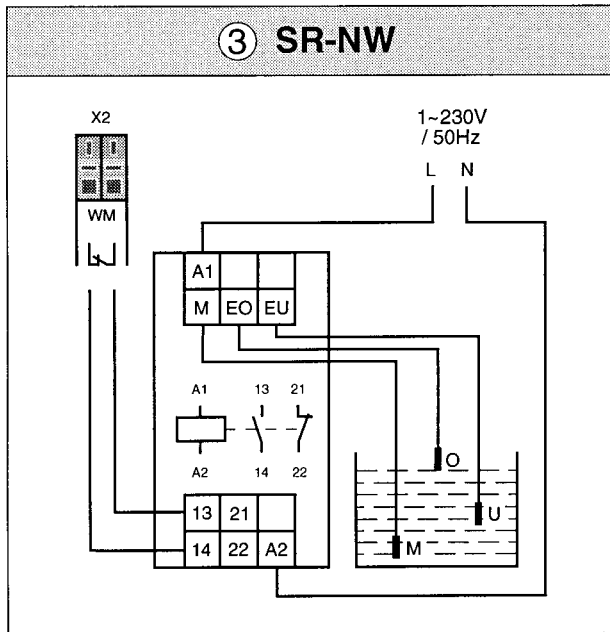 ③ SR-NW
X2
1~230V
/ 50Hz
L N
WM
A1
M EO EU
A1 13 21
A2 14 22
O
U
M
13 21
14 22 A2